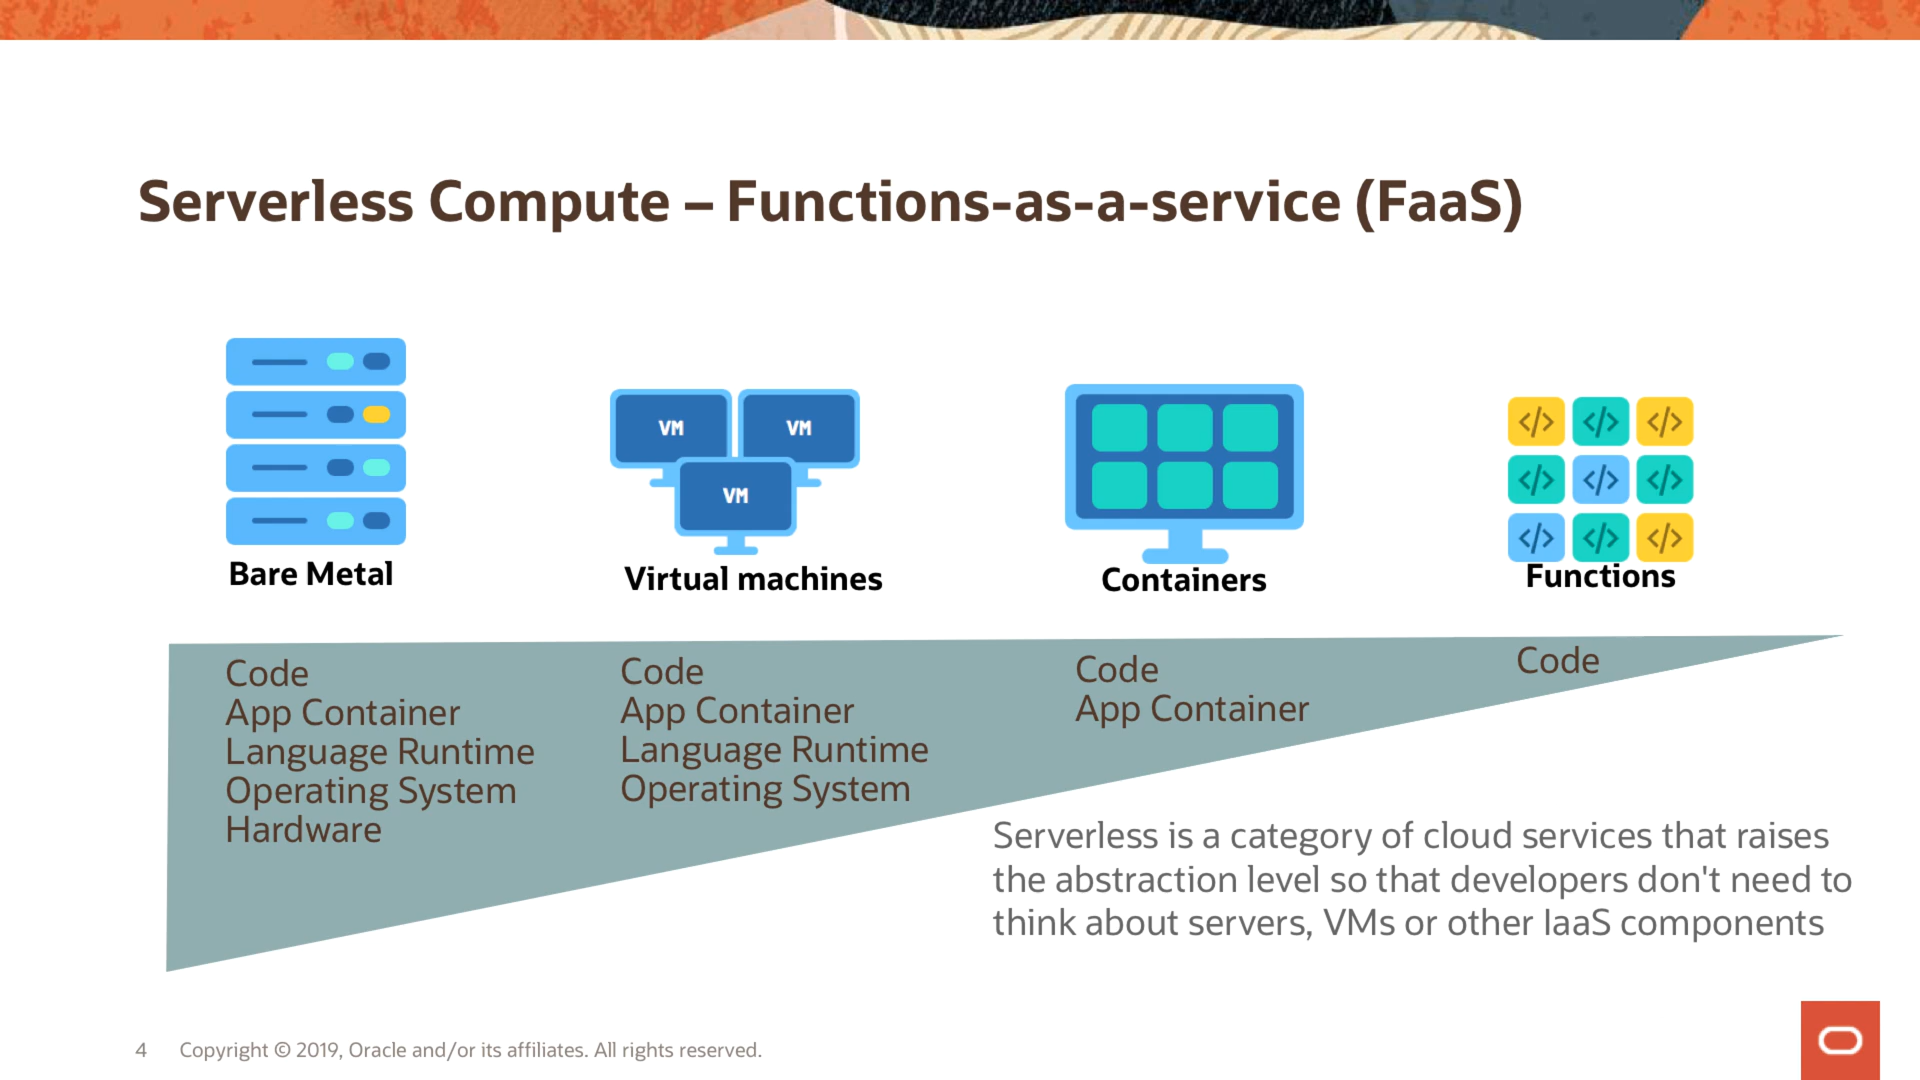 Serverless Compute – Functions-as-a-service (FaaS)
VM
VM
VM
Bare Metal
Virtual machines
Containers
Functions
Code
App Container
Language Runtime
Operating System
Hardware
Code
App Container
Language Runtime
Operating System
Code
App Container
Code
Serverless is a category of cloud services that raises
the abstraction level so that developers don't need to
think about servers, VMs or other IaaS components
4 Copyright © 2019, Oracle and/or its affiliates. All rights reserved.